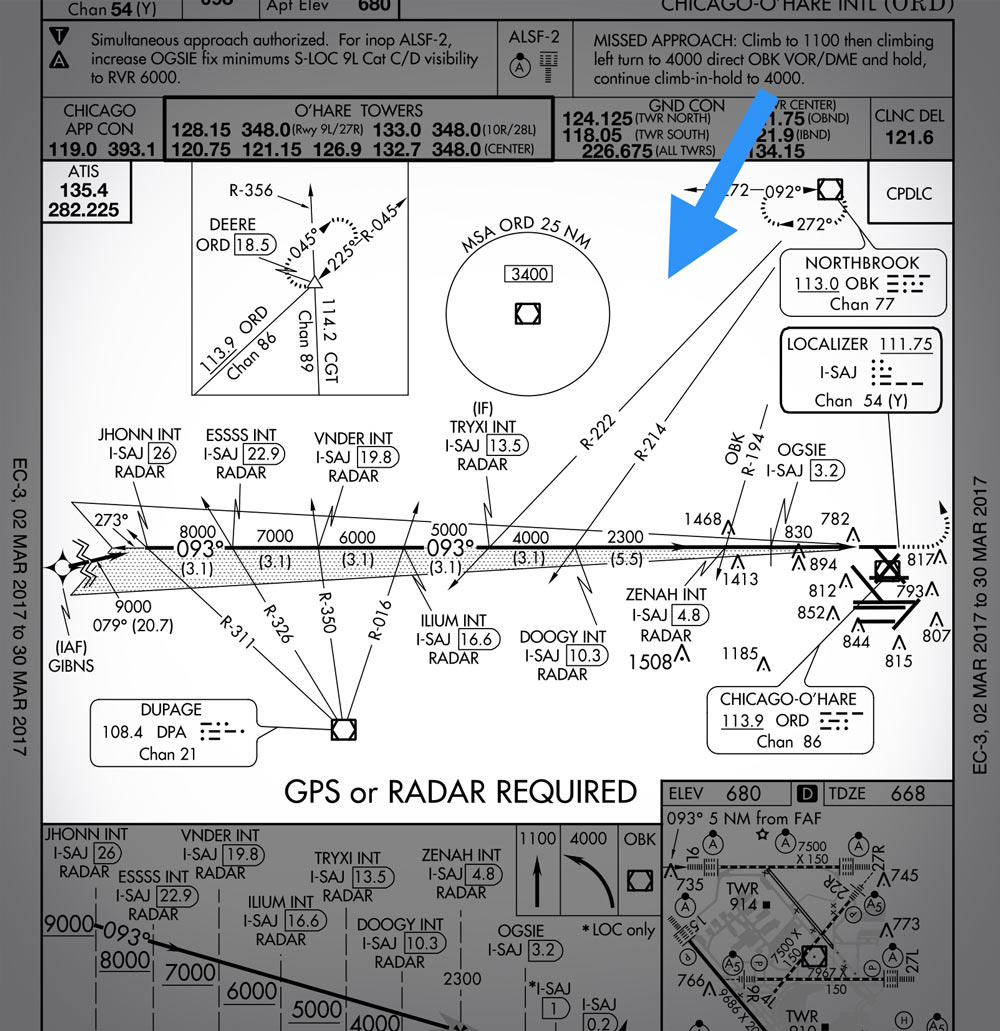 Chan 54 (Y)
Apt Elev 680
CHICAGO-O'HARE INTL (ORD)
T
A
Simultaneous approach authorized. For inop ALSF-2,
increase OGSIE fix minimums S-LOC 9L Cat C/D visibility
to RVR 6000.
ALSF-2
A
MISSED APPROACH: Climb to 1100 then climbing
left turn to 4000 direct OBK VOR/DME and hold,
continue climb-in-hold to 4000.
CHICAGO
APP CON
119.0 393.1
O'HARE TOWERS
128.15 348.0 (Rwy 9L/27R) 133.0 348.0 (10R/28L)
120.75 121.15 126.9 132.7 348.0 (CENTER)
GND CON
124.125 (TWR NORTH)
118.05 (TWR SOUTH)
226.675 (ALL TWRS)
CENTER)
(OBND)
(IBND)
134.15
CLNC DEL
121.6
ATIS
135.4
282.225
CPDLC
R-356
DEERE
ORD 18.5
045°
225°
R-045
113.9 ORD
Chan 86
114.2 CGT
Chan 89
MSA ORD 25 NM
3400
092°
272°
NORTHBROOK
113.0 OBK
Chan 77
LOCALIZER 111.75
I-SAJ
Chan 54 (Y)
JHONN INT
I-SAJ 26
RADAR
ESSSS INT
I-SAJ 22.9
RADAR
VNDER INT
I-SAJ 19.8
RADAR
(IF)
TRYXI INT
I-SAJ 13.5
RADAR
R-222
R-214
OBK
R-194
OGSIE
I-SAJ 3.2
273°
8000
093°
(3.1)
7000
(3.1)
6000
(3.1)
5000
093°
(3.1)
4000
(3.1)
2300
(5.5)
1468
1413
830
894
782
817
812
793
852
844
815
807
1508
1185
9000
079° (20.7)
(IAF)
GIBNS
R-311
R-326
R-350
R-016
ILIUM INT
I-SAJ 16.6
RADAR
DOOGY INT
I-SAJ 10.3
RADAR
ZENAH INT
I-SAJ 4.8
RADAR
DUPAGE
108.4 DPA
Chan 21
CHICAGO-O'HARE
113.9 ORD
Chan 86
GPS or RADAR REQUIRED
EC-3, 02 MAR 2017 to 30 MAR 2017
EC-3, 02 MAR 2017 to 30 MAR 2017
JHONN INT
I-SAJ 26
RADAR
ESSSS INT
I-SAJ 22.9
RADAR
VNDER INT
I-SAJ 19.8
RADAR
ILIUM INT
I-SAJ 16.6
RADAR
TRYXI INT
I-SAJ 13.5
RADAR
DOOGY INT
I-SAJ 10.3
RADAR
ZENAH INT
I-SAJ 4.8
RADAR
1100
4000
OBK
OGSIE
I-SAJ 3.2
*LOC only
*I-SAJ
1
I-SAJ
0.2
9000
093°
8000
7000
6000
5000
4000
2300
ELEV 680
D
TDZE 668
093° 5 NM from FAF
7500
X 150
9L
27R
735
745
TWR
914
22R
15
7500 X
150
773
766
7967 X
150
9R
27L
14
9686 X
TWR
A
A
A
A
A
A5
A5
A5
P
P
P
H